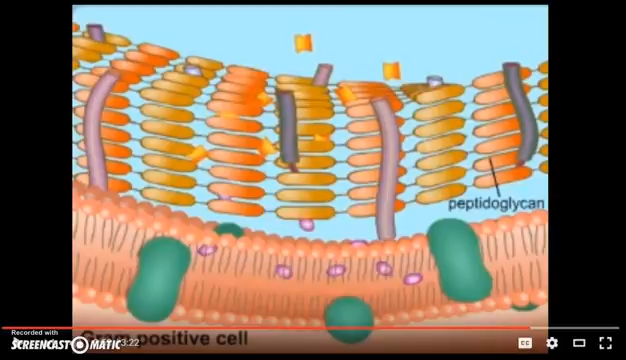 peptidoglycan
Gram positive cell
Recorded with
SCREENCAST MATIC
3:22
CC